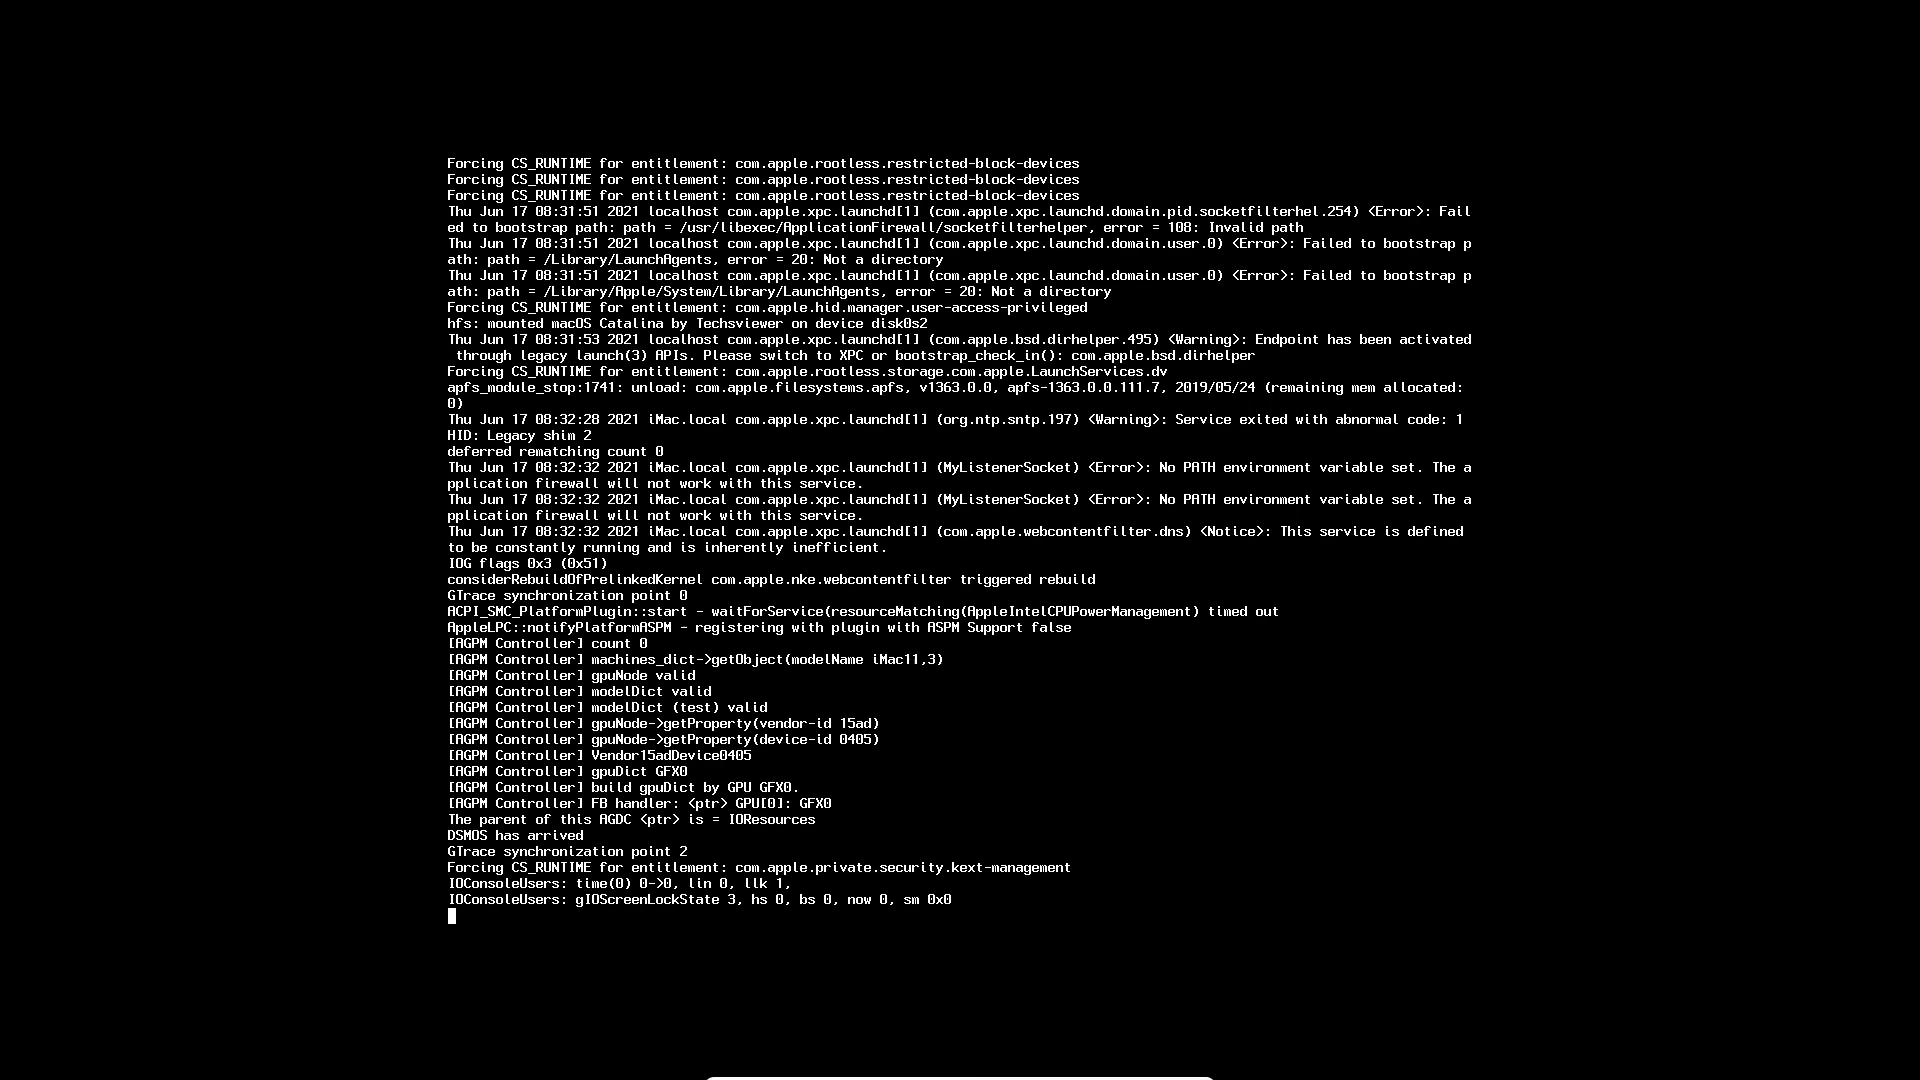 Forcing CS_RUNTIME for entitlement: com.apple.rootless.restricted-block-devices
Forcing CS_RUNTIME for entitlement: com.apple.rootless.restricted-block-devices
Forcing CS_RUNTIME for entitlement: com.apple.rootless.restricted-block-devices
Thu Jun 17 08:31:51 2021 localhost com.apple.xpc.launchd[1] (com.apple.xpc.launchd.domain.pid.socketfilterhel.254) <Error>: Fail
ed to bootstrap path: path = /usr/libexec/ApplicationFirewall/socketfilterhelper, error = 108: Invalid path
Thu Jun 17 08:31:51 2021 localhost com.apple.xpc.launchd[1] (com.apple.xpc.launchd.domain.user.0) <Error>: Failed to bootstrap p
ath: path = /Library/LaunchAgents, error = 20: Not a directory
Thu Jun 17 08:31:51 2021 localhost com.apple.xpc.launchd[1] (com.apple.xpc.launchd.domain.user.0) <Error>: Failed to bootstrap p
ath: path = /Library/Apple/System/Library/LaunchAgents, error = 20: Not a directory
Forcing CS_RUNTIME for entitlement: com.apple.hid.manager.user-access-privileged
hfs: mounted macOS Catalina by Techsviewer on device disk0s2
Thu Jun 17 08:31:53 2021 localhost com.apple.xpc.launchd[1] (com.apple.bsd.dirhelper.495) <Warning>: Endpoint has been activated
 through legacy launch(3) APIs. Please switch to XPC or bootstrap_check_in(): com.apple.bsd.dirhelper
Forcing CS_RUNTIME for entitlement: com.apple.rootless.storage.com.apple.LaunchServices.dv
apfs_module_stop:1741: unload: com.apple.filesystems.apfs, v1363.0.0, apfs-1363.0.0.111.7, 2019/05/24 (remaining mem allocated:
0)
Thu Jun 17 08:32:28 2021 iMac.local com.apple.xpc.launchd[1] (org.ntp.sntp.197) <Warning>: Service exited with abnormal code: 1
HID: Legacy shim 2
deferred rematching count 0
Thu Jun 17 08:32:32 2021 iMac.local com.apple.xpc.launchd[1] (MyListenerSocket) <Error>: No PATH environment variable set. The a
pplication firewall will not work with this service.
Thu Jun 17 08:32:32 2021 iMac.local com.apple.xpc.launchd[1] (MyListenerSocket) <Error>: No PATH environment variable set. The a
pplication firewall will not work with this service.
Thu Jun 17 08:32:32 2021 iMac.local com.apple.xpc.launchd[1] (com.apple.webcontentfilter.dns) <Notice>: This service is defined
to be constantly running and is inherently inefficient.
IOG flags 0x3 (0x51)
considerRebuildOfPrelinkedKernel com.apple.nke.webcontentfilter triggered rebuild
GTrace synchronization point 0
ACPI_SMC_PlatformPlugin::start - waitForService(resourceMatching(AppleIntelCPUPowerManagement) timed out
AppleLPC::notifyPlatformASPM - registering with plugin with ASPM Support false
[AGPM Controller] count 0
[AGPM Controller] machines_dict->getObject(modelName iMac11,3)
[AGPM Controller] gpuNode valid
[AGPM Controller] modelDict valid
[AGPM Controller] modelDict (test) valid
[AGPM Controller] gpuNode->getProperty(vendor-id 15ad)
[AGPM Controller] gpuNode->getProperty(device-id 0405)
[AGPM Controller] Vendor15adDevice0405
[AGPM Controller] gpuDict GFX0
[AGPM Controller] build gpuDict by GPU GFX0.
[AGPM Controller] FB handler: <ptr> GPU[0]: GFX0
The parent of this AGDC <ptr> is = IOResources
DSMOS has arrived
GTrace synchronization point 2
Forcing CS_RUNTIME for entitlement: com.apple.private.security.kext-management
IOConsoleUsers: time(0) 0->0, lin 0, llk 1,
IOConsoleUsers: gIOScreenLockState 3, hs 0, bs 0, now 0, sm 0x0